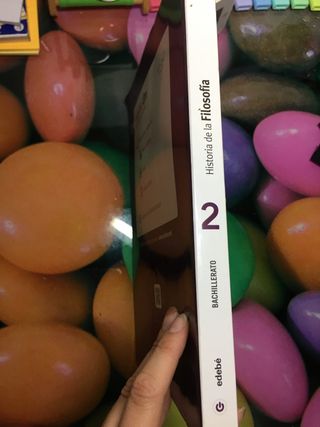 Historia de la Filosofía
2
BACHILLERATO
edebé